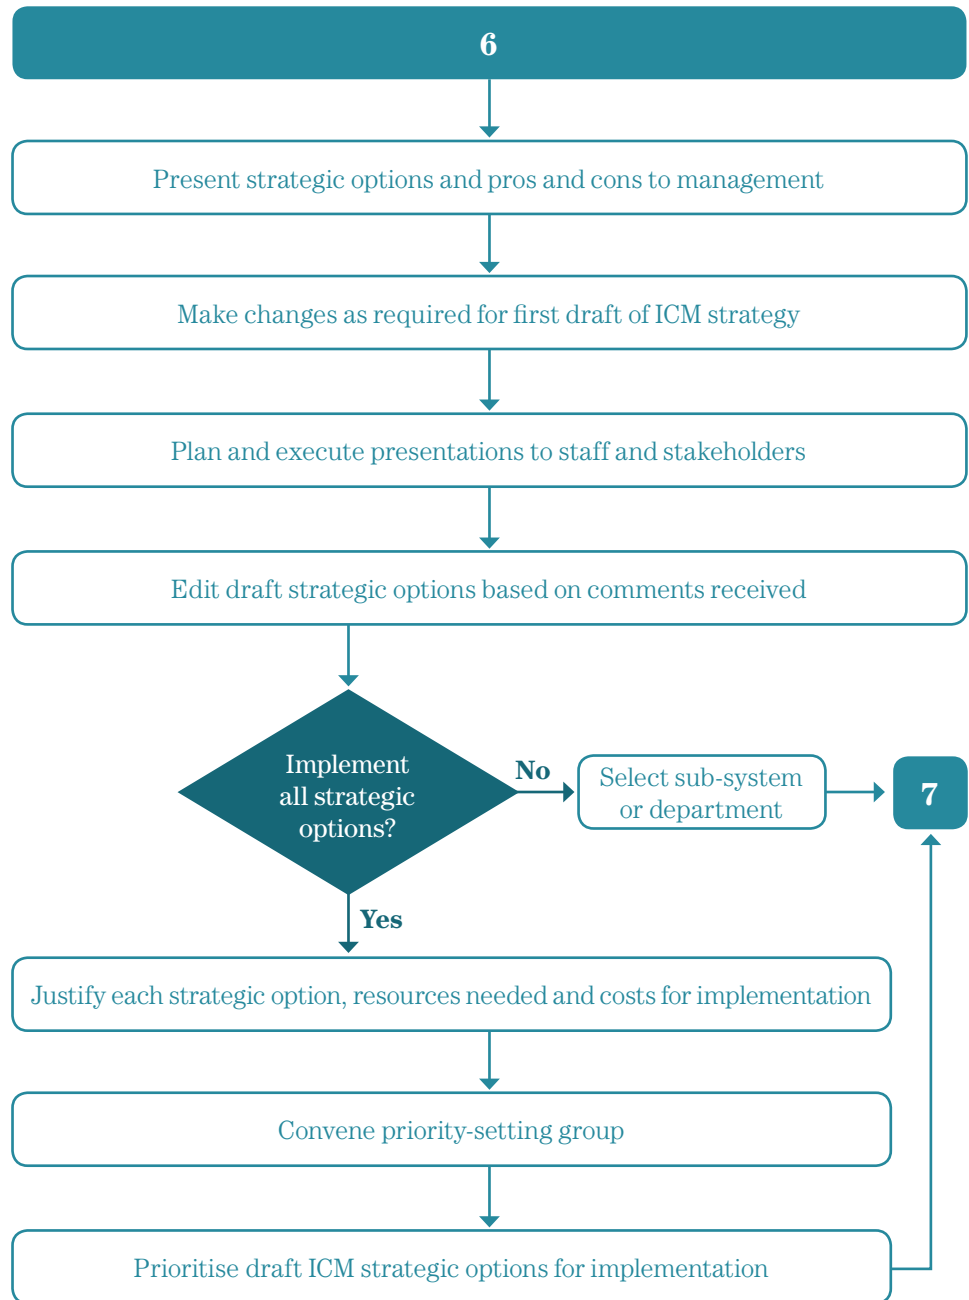 6
Present strategic options and pros and cons to management
Make changes as required for first draft of ICM strategy
Plan and execute presentations to staff and stakeholders
Edit draft strategic options based on comments received
Implement
all strategic
options?
No
Select sub-system
or department
7
Yes
Justify each strategic option, resources needed and costs for implementation
Convene priority-setting group
Prioritise draft ICM strategic options for implementation